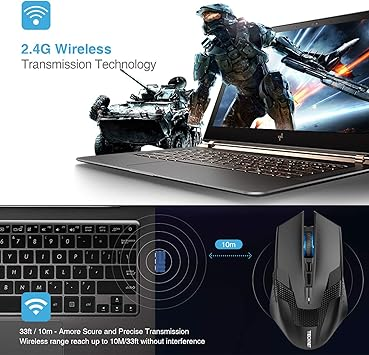 2.4G Wireless
Transmission Technology
10m
TECKNET
33ft / 10m - Amore Scure and Precise Transmission
Wireless range reach up to 10M/33ft without interference